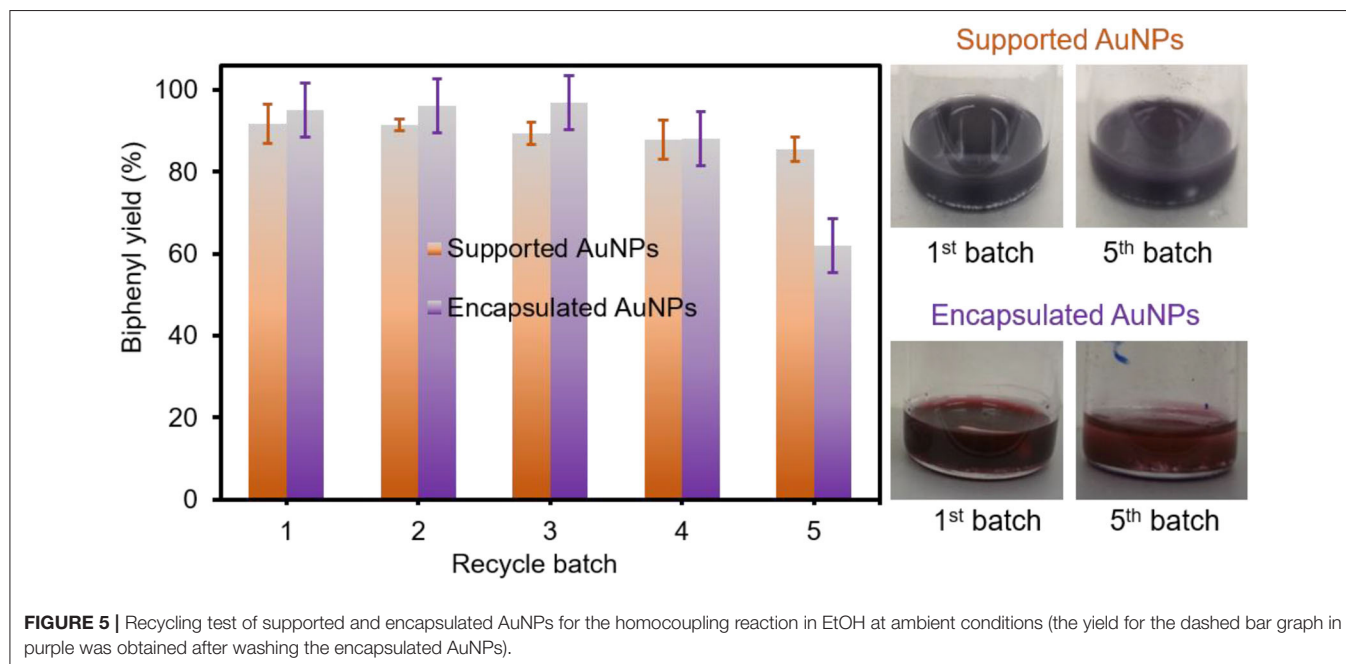 Supported AuNPs
1st batch
5th batch
Encapsulated AuNPs
1st batch
5th batch
Biphenyl yield (%)
100
80
60
40
20
0
Supported AuNPs
Encapsulated AuNPs
1 2 3 4 5
Recycle batch
FIGURE 5 | Recycling test of supported and encapsulated AuNPs for the homocoupling reaction in EtOH at ambient conditions (the yield for the dashed bar graph in
purple was obtained after washing the encapsulated AuNPs).